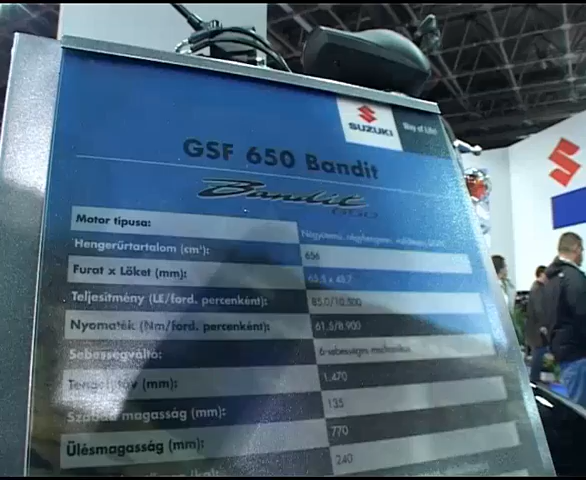 SUZUKI Way of Life!
GSF 650 Bandit
Bandit
650
Motor típusa:
Hengerűrtartalom (cm³): 656
Furat x Löket (mm): 65,5 x 48,7
Teljesítmény (LE/ford. percenként): 85,0/10.500
Nyomaték (Nm/ford. percenként): 61,5/8.900
Sebességváltó: 6-sebességes mechanikus
Tengelytáv (mm): 1.470
Szabad magasság (mm): 135
Ülésmagasság (mm): 770
240